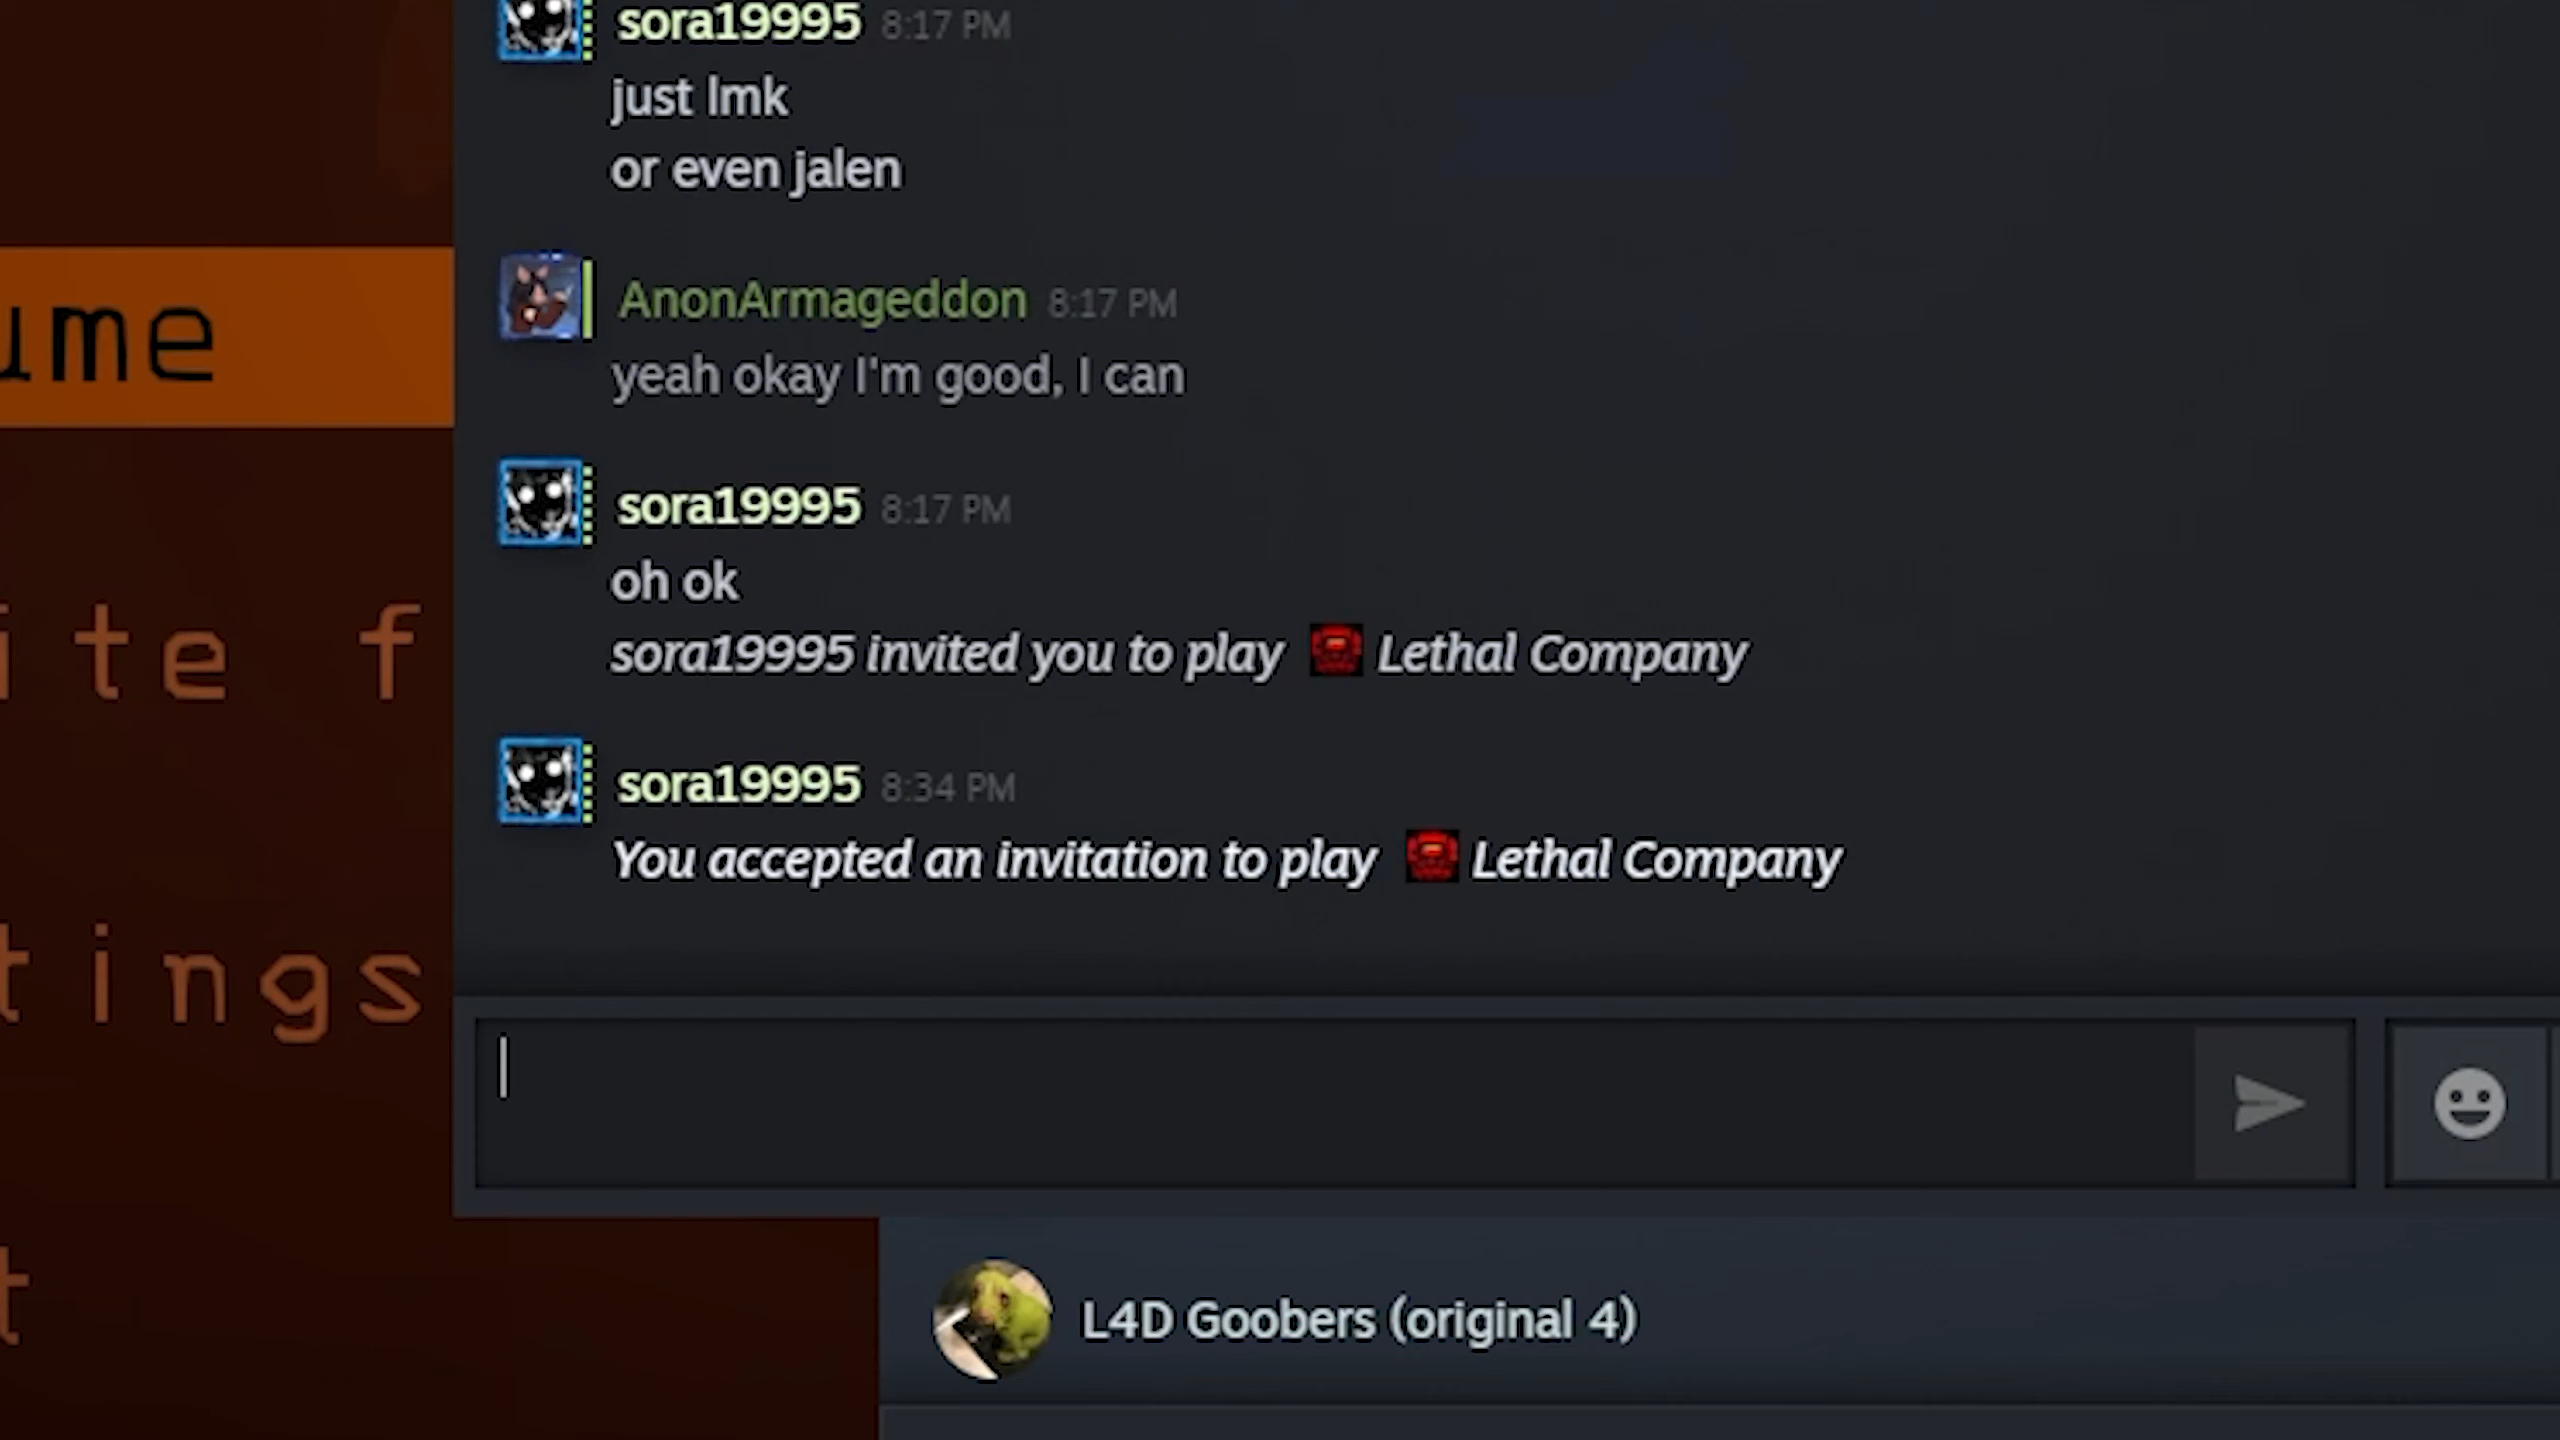 sora19995 8:17 PM
just lmk
or even jalen
AnonArmageddon 8:17 PM
yeah okay I'm good, I can
sora19995 8:17 PM
oh ok
sora19995 invited you to play Lethal Company
sora19995 8:34 PM
You accepted an invitation to play Lethal Company
L4D Goobers (original 4)
ume
ite f
tings
t